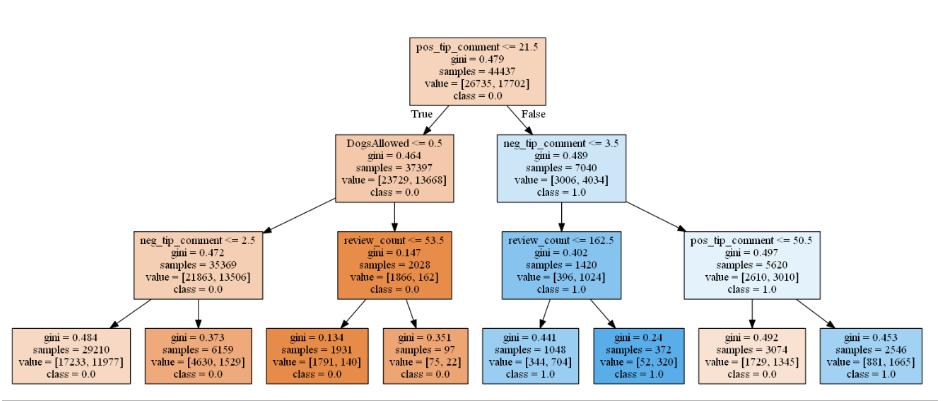 pos_tip_comment <= 21.5
gini = 0.479
samples = 44437
value = [26735, 17702]
class = 0.0
True
False
DogsAllowed <= 0.5
gini = 0.464
samples = 37397
value = [23729, 13668]
class = 0.0
neg_tip_comment <= 3.5
gini = 0.489
samples = 7040
value = [3006, 4034]
class = 1.0
neg_tip_comment <= 2.5
gini = 0.472
samples = 35369
value = [21863, 13506]
class = 0.0
review_count <= 53.5
gini = 0.147
samples = 2028
value = [1866, 162]
class = 0.0
review_count <= 162.5
gini = 0.402
samples = 1420
value = [396, 1024]
class = 1.0
pos_tip_comment <= 50.5
gini = 0.497
samples = 5620
value = [2610, 3010]
class = 1.0
gini = 0.484
samples = 29210
value = [17233, 11977]
class = 0.0
gini = 0.373
samples = 6159
value = [4630, 1529]
class = 0.0
gini = 0.134
samples = 1931
value = [1791, 140]
class = 0.0
gini = 0.351
samples = 97
value = [75, 22]
class = 0.0
gini = 0.441
samples = 1048
value = [344, 704]
class = 1.0
gini = 0.24
samples = 372
value = [52, 320]
class = 1.0
gini = 0.492
samples = 3074
value = [1729, 1345]
class = 0.0
gini = 0.453
samples = 2546
value = [881, 1665]
class = 1.0